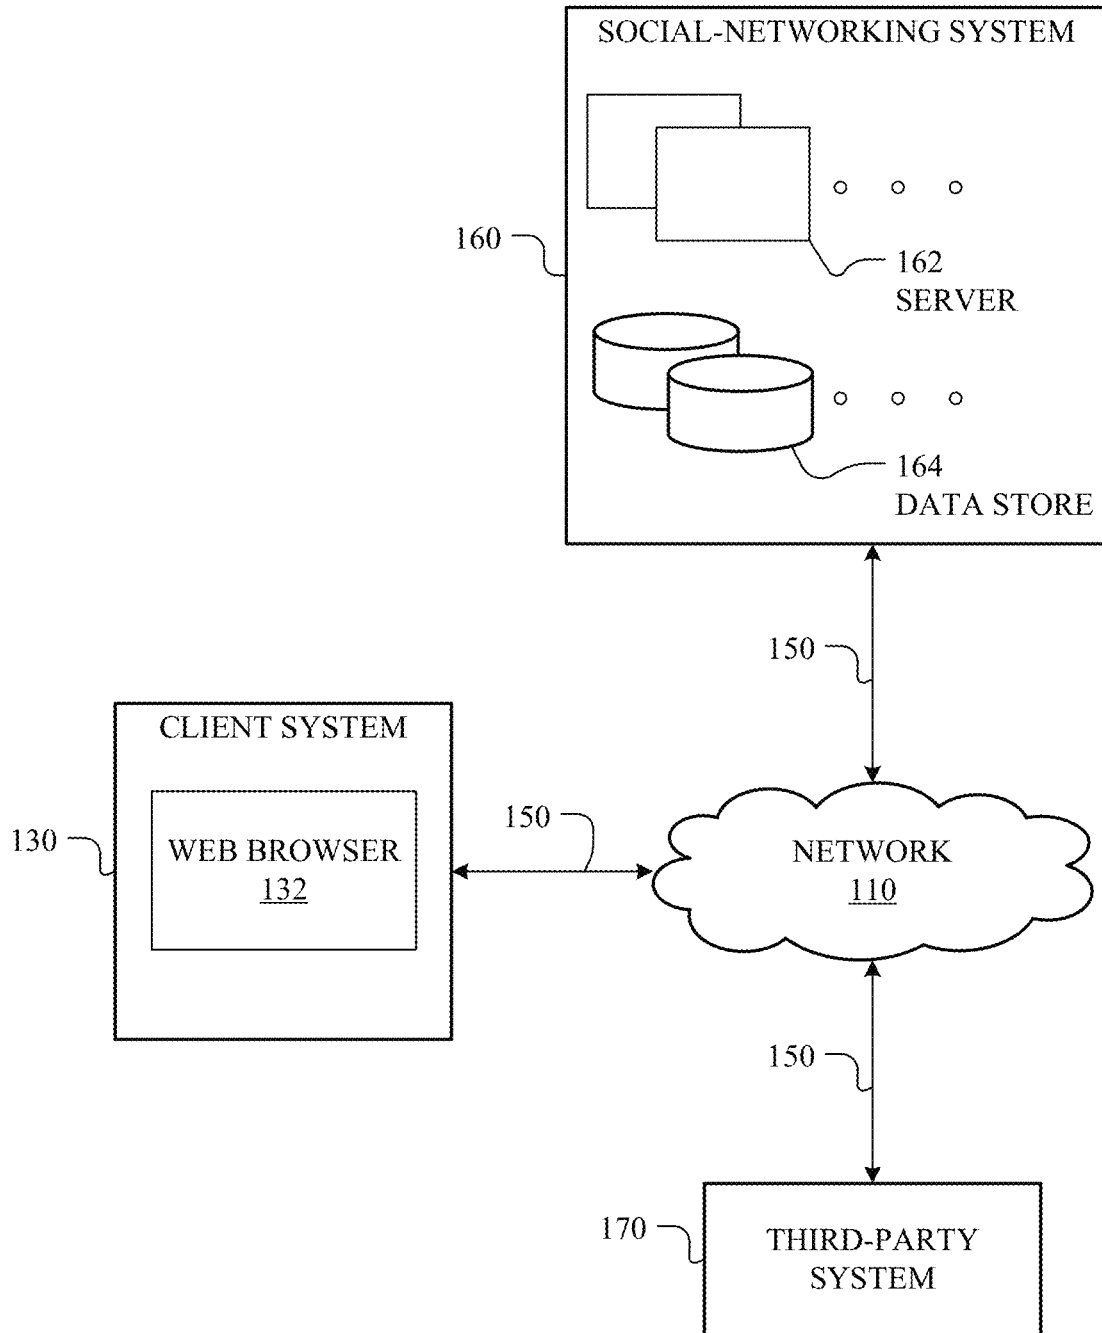 SOCIAL-NETWORKING SYSTEM
160
162
SERVER
164
DATA STORE
150
CLIENT SYSTEM
130
WEB BROWSER
132
150
NETWORK
110
150
170
THIRD-PARTY
SYSTEM